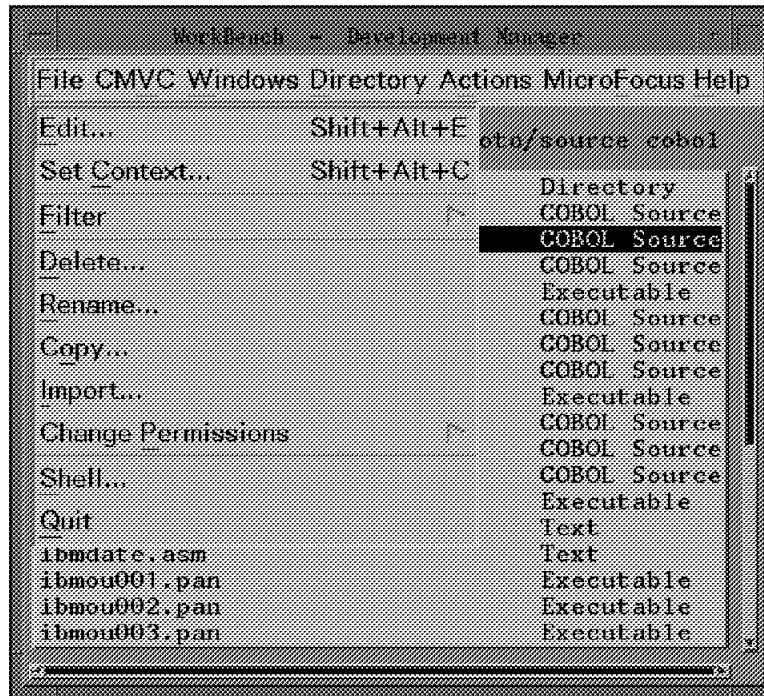 WorkBench - Development Manager
File CMVC Windows Directory Actions MicroFocus Help
Edit... Shift+Alt+E oto/source cobol
Set Context... Shift+Alt+C
Directory
Filter COBOL Source
COBOL Source
Delete... COBOL Source
Executable
Rename... COBOL Source
Copy... COBOL Source
COBOL Source
Import... Executable
Change Permissions COBOL Source
COBOL Source
Shell... COBOL Source
Executable
Quit Text
ibmdate.asm Text
ibmou001.pan Executable
ibmou002.pan Executable
ibmou003.pan Executable